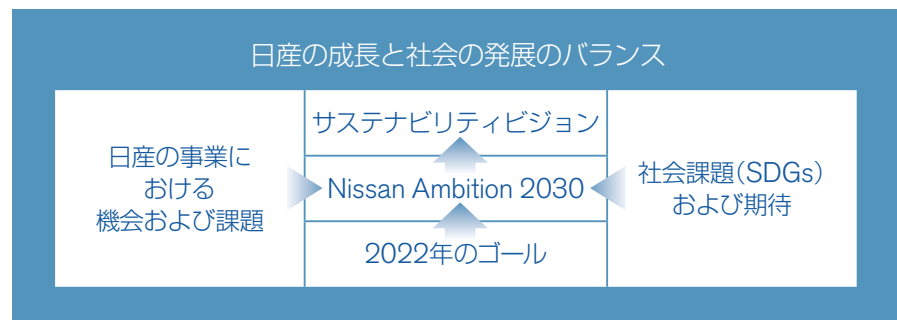 日産の成長と社会の発展のバランス
日産の事業に
おける
機会および課題
サステナビリティビジョン
Nissan Ambition 2030
2022年のゴール
社会課題(SDGs)
および期待